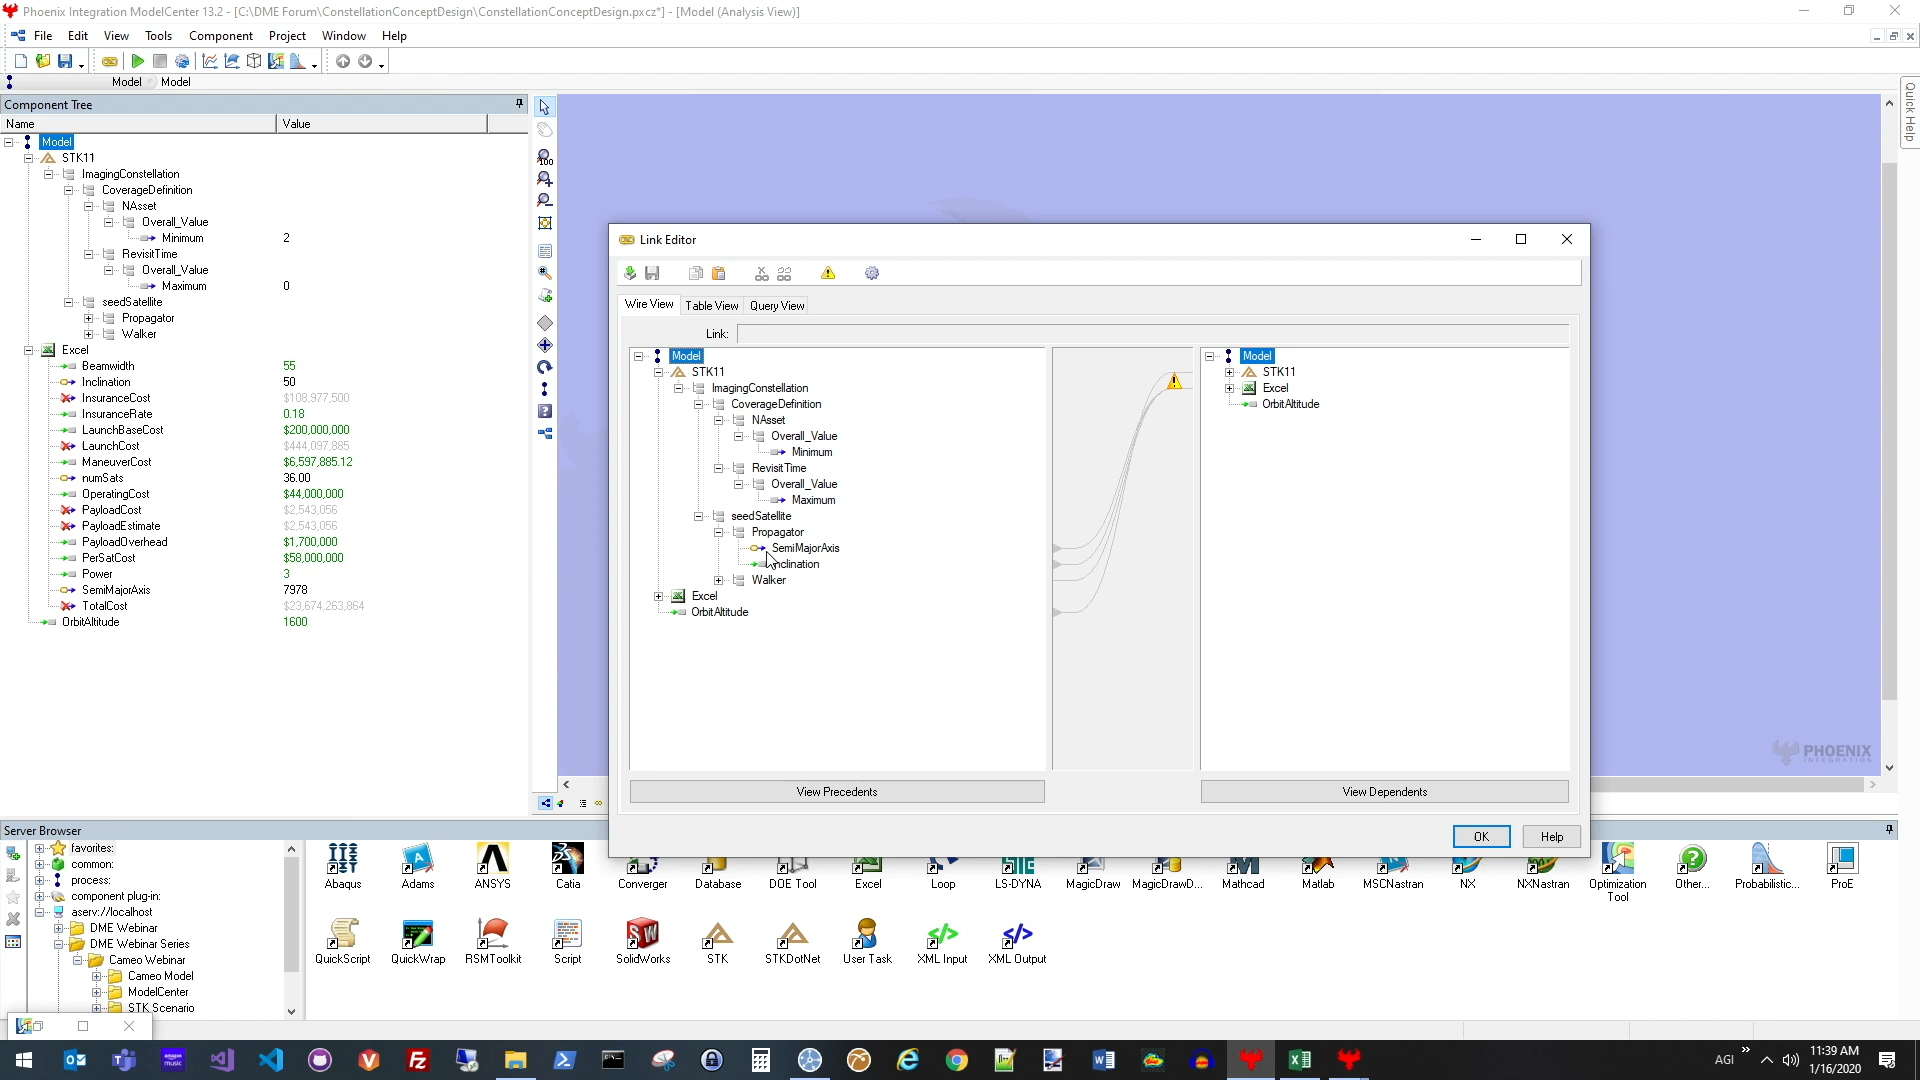 Phoenix Integration ModelCenter 13.2 - [C:\DME Forum\ConstellationConceptDesign\ConstellationConceptDesign.pxcz*] - [Model (Analysis View)]
File Edit View Tools Component Project Window Help
Model Model
Component Tree
Name Value
Model
STK11
ImagingConstellation
CoverageDefinition
NAsset
Overall_Value
Minimum 2
RevisitTime
Overall_Value
Maximum 0
seedSatellite
Propagator
Walker
Excel
Beamwidth 55
Inclination 50
InsuranceCost $108,977,500
InsuranceRate 0.18
LaunchBaseCost $200,000,000
LaunchCost $444,097,885
ManeuverCost $6,597,885.12
numSats 36.00
OperatingCost $44,000,000
PayloadCost $2,543,056
PayloadEstimate $2,543,056
PayloadOverhead $1,700,000
PerSatCost $58,000,000
Power 3
SemiMajorAxis 7978
TotalCost $23,674,263,864
OrbitAltitude 1600
100
Quick Help
Link Editor
Wire View Table View Query View
Link:
Model
STK11
ImagingConstellation
CoverageDefinition
NAsset
Overall_Value
Minimum
RevisitTime
Overall_Value
Maximum
seedSatellite
Propagator
SemiMajorAxis
nclination
Walker
Excel
OrbitAltitude
Model
STK11
Excel
OrbitAltitude
View Precedents View Dependents
OK Help
PHOENIX
INTEGRATION
Server Browser
favorites:
common:
process:
component plug-in:
aserv://localhost
DME Webinar
DME Webinar Series
Cameo Webinar
Cameo Model
ModelCenter
STK Scenario
Abaqus Adams ANSYS Catia Converger Database DOE Tool Excel Loop LS-DYNA MagicDraw MagicDrawD... Mathcad Matlab MSCNastran NX NXNastran Optimization Tool Other... Probabilistic... ProE
QuickScript QuickWrap RSMToolkit Script SolidWorks STK STKDotNet User Task XML Input XML Output
AGI 11:39 AM
1/16/2020